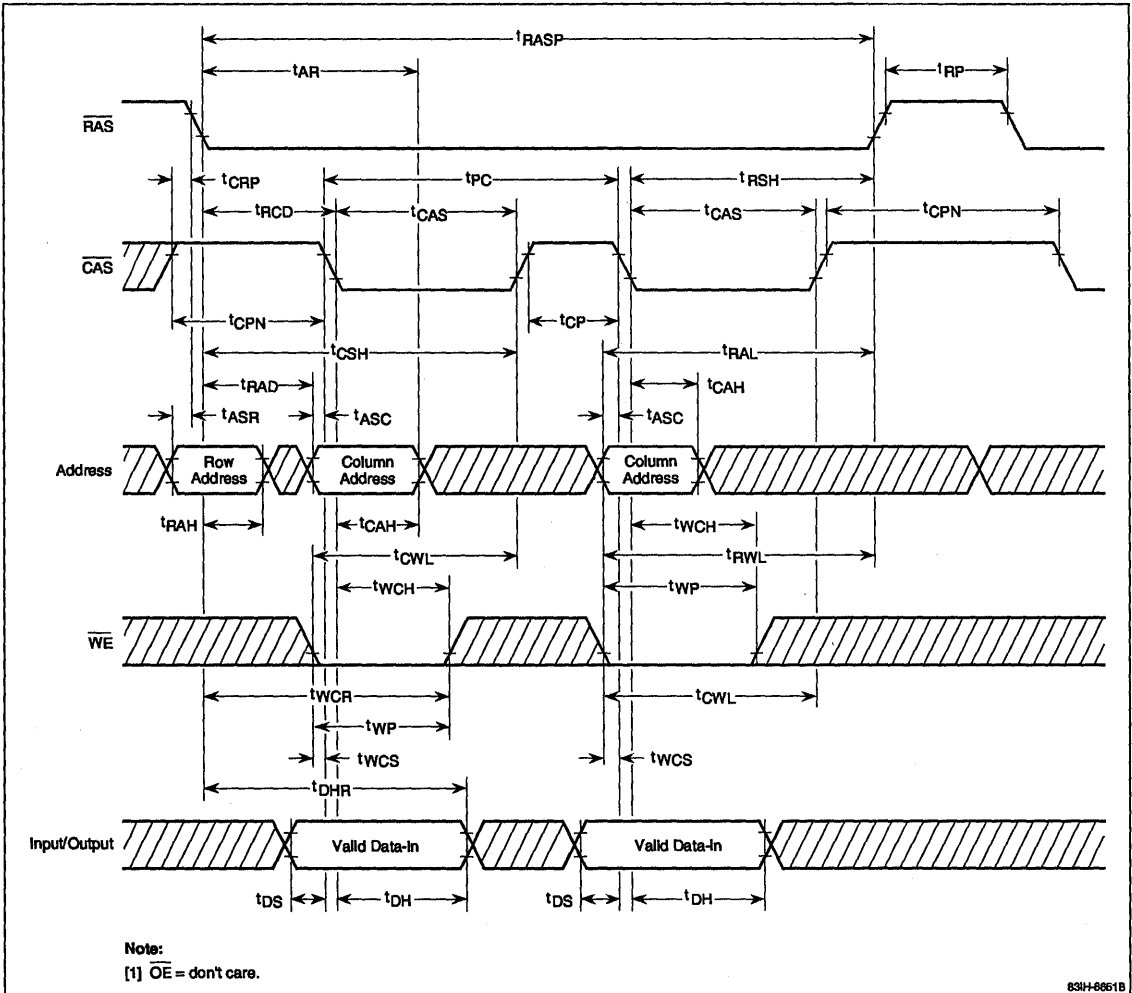 tRASP
tAR
tRP
RAS
tCRP
tPC
tRSH
tRCD
tCAS
tCAS
tCPN
CAS
tCPN
tCP
tCSH
tRAL
tRAD
tCAH
tASR
tASC
tASC
Address
Row Address
Column Address
Column Address
tRAH
tCAH
tWCH
tCWL
tRWL
tWCH
tWP
WE
tWCR
tCWL
tWP
tWCS
tWCS
tDHR
Input/Output
Valid Data-In
Valid Data-In
tDS
tDH
tDS
tDH
Note:
[1] OE = don't care.
83IH-6651B